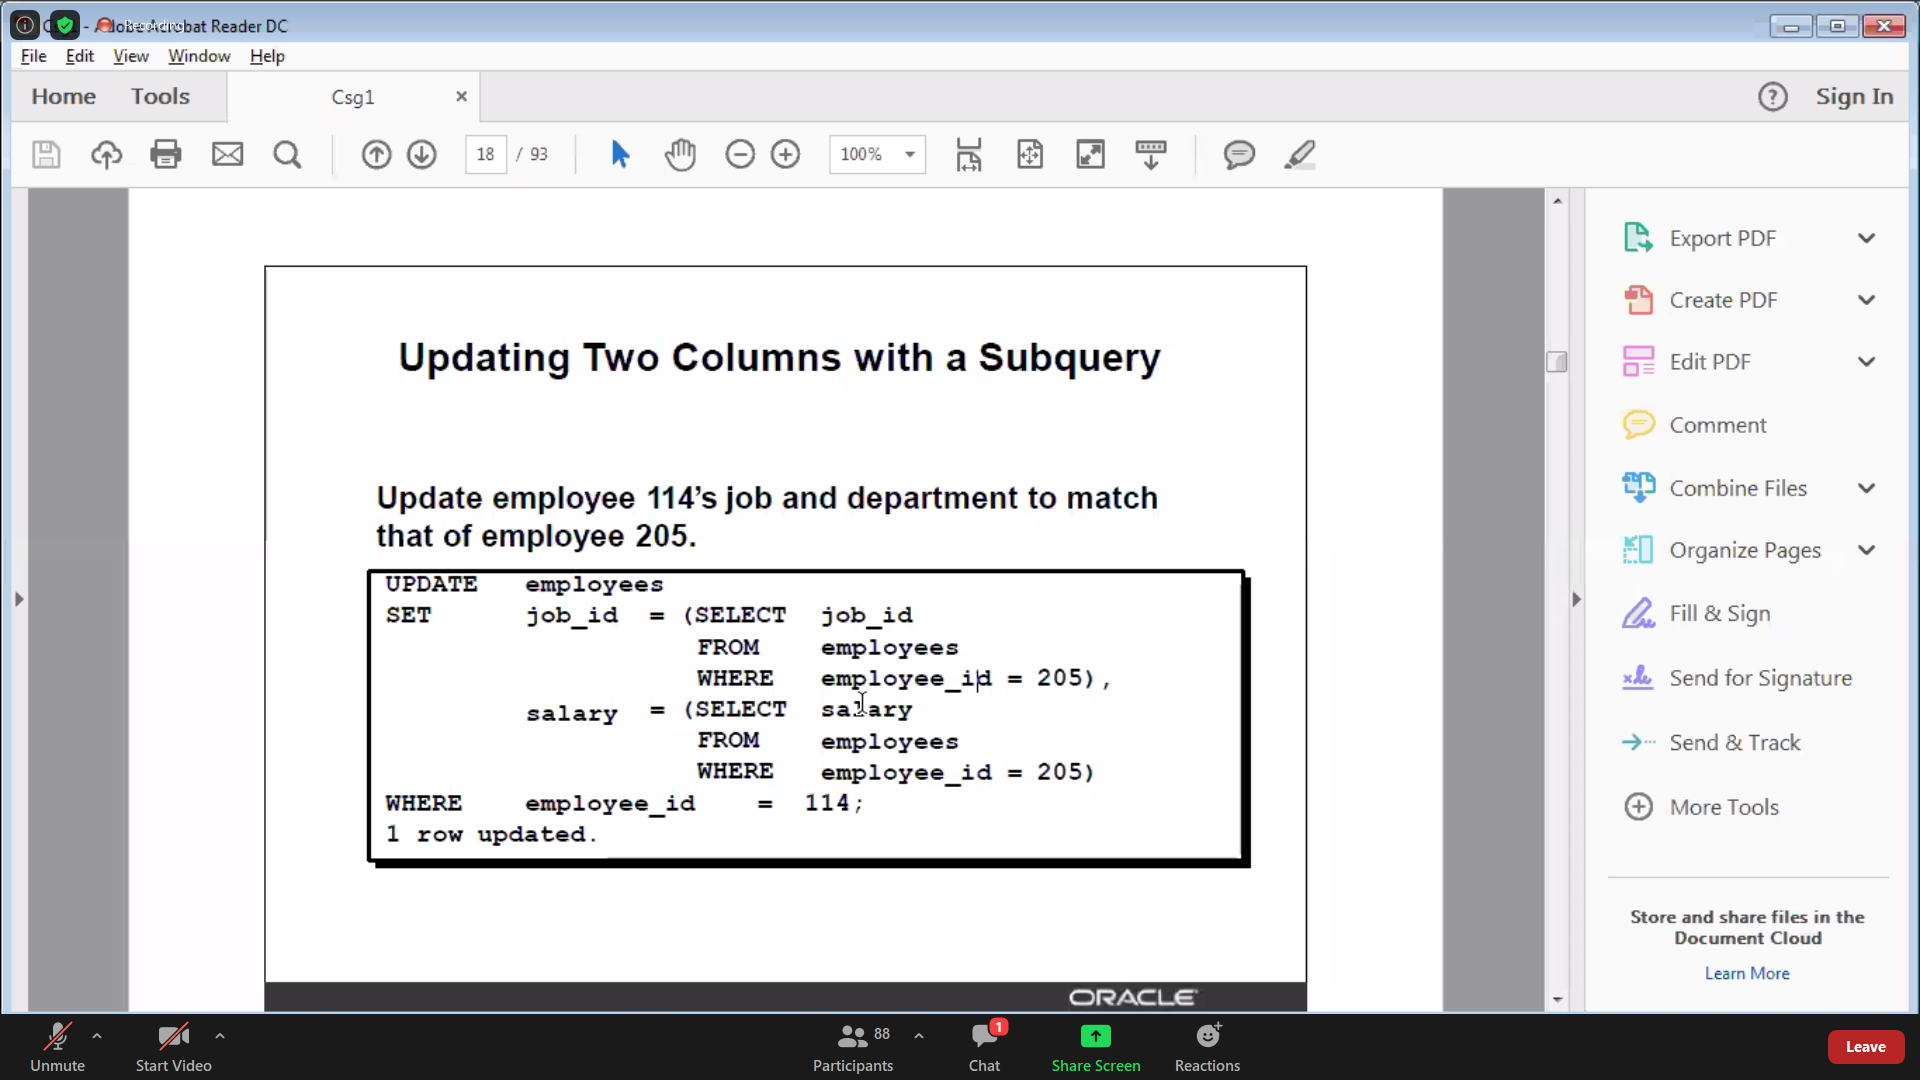 - Adobe Acrobat Reader DC
File Edit View Window Help
Home Tools Csg1 Sign In
18 / 93 100%
Export PDF
Create PDF
Edit PDF
Comment
Combine Files
Organize Pages
Fill & Sign
Send for Signature
Send & Track
More Tools
Store and share files in the
Document Cloud
Learn More
Updating Two Columns with a Subquery
Update employee 114’s job and department to match
that of employee 205.
UPDATE employees
SET job_id = (SELECT job_id
FROM employees
WHERE employee_id = 205),
salary = (SELECT salary
FROM employees
WHERE employee_id = 205)
WHERE employee_id = 114;
1 row updated.
ORACLE
Unmute Start Video Participants 88 Chat 1 Share Screen Reactions Leave